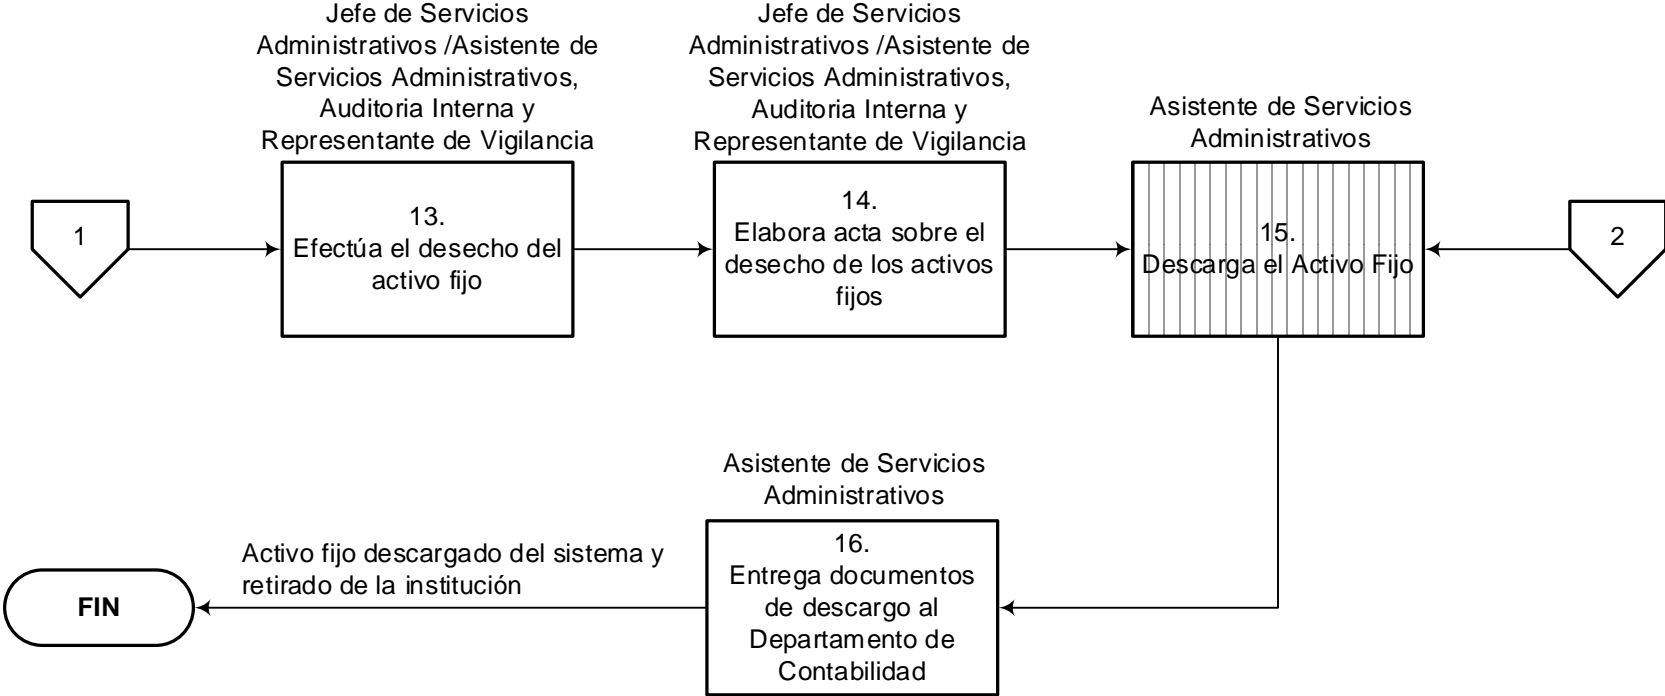 Jefe de Servicios
Administrativos /Asistente de
Servicios Administrativos,
Auditoria Interna y
Representante de Vigilancia
Jefe de Servicios
Administrativos /Asistente de
Servicios Administrativos,
Auditoria Interna y
Representante de Vigilancia
Asistente de Servicios
Administrativos
1
13.
Efectúa el desecho del
activo fijo
14.
Elabora acta sobre el
desecho de los activos
fijos
15.
Descarga el Activo Fijo
2
Asistente de Servicios
Administrativos
16.
Entrega documentos
de descargo al
Departamento de
Contabilidad
Activo fijo descargado del sistema y
retirado de la institución
FIN